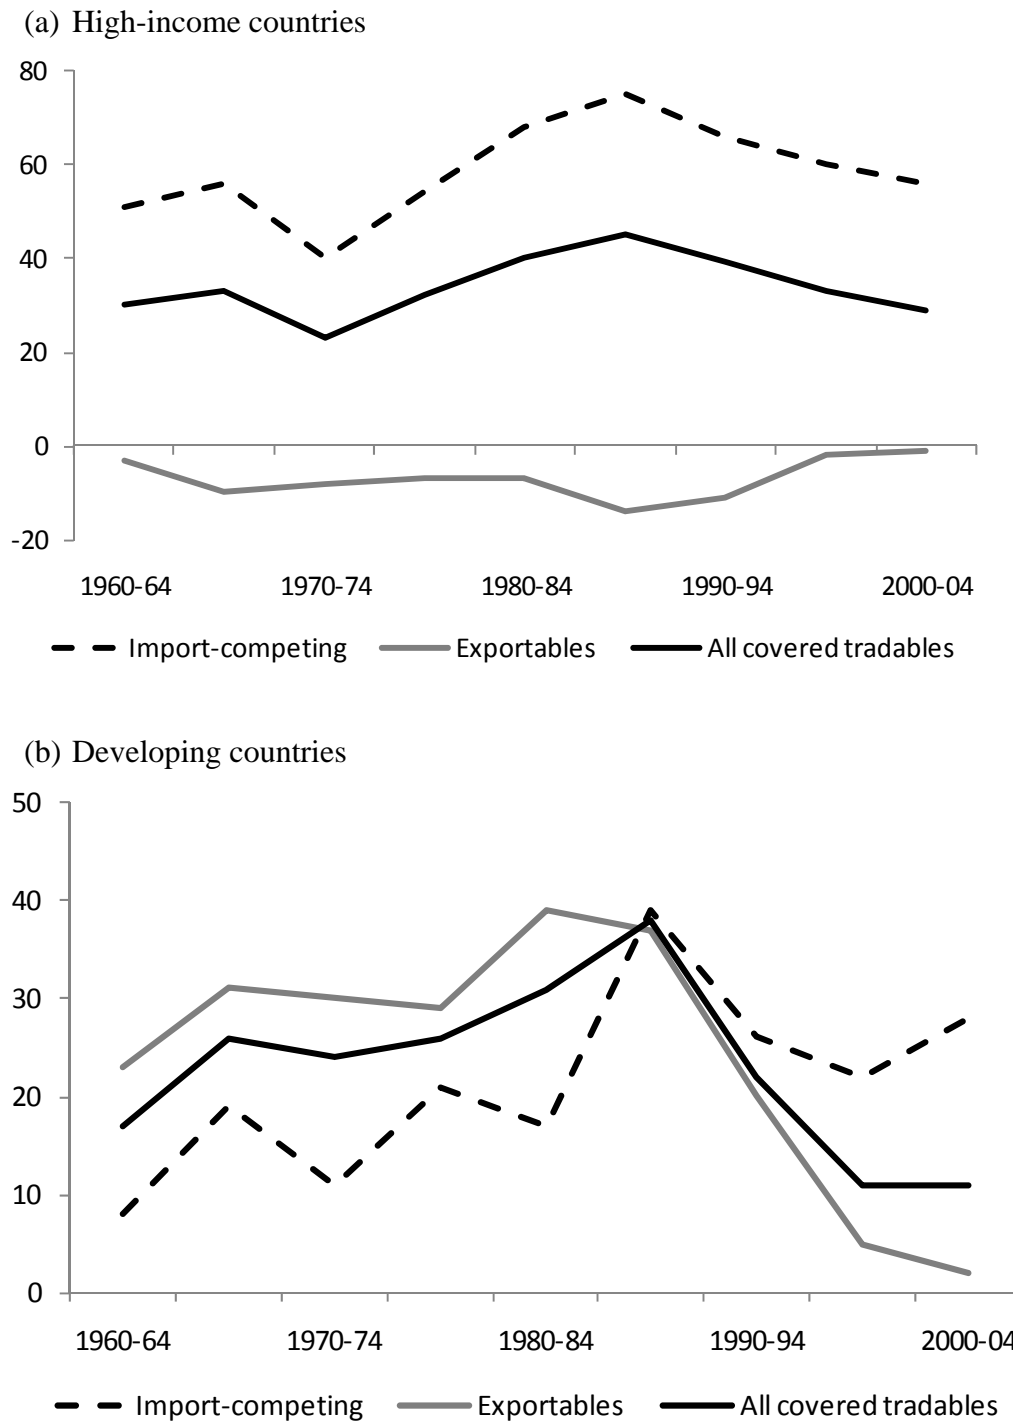 (a) High-income countries
80
60
40
20
0
-20
1960-64 1970-74 1980-84 1990-94 2000-04
Import-competing Exportables All covered tradables
(b) Developing countries
50
40
30
20
10
0
1960-64 1970-74 1980-84 1990-94 2000-04
Import-competing Exportables All covered tradables